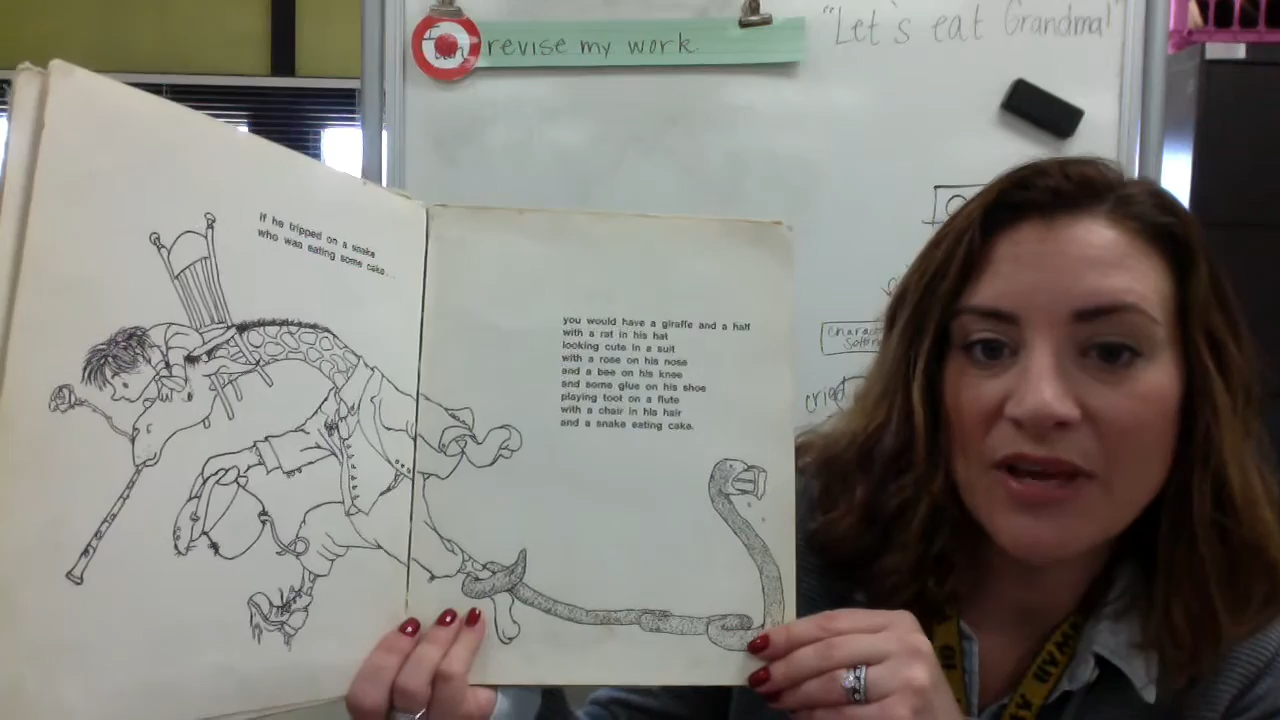 I can revise my work.
"Let's eat Grandma!"
if he tripped on a snake
who was eating some cake...
you would have a giraffe and a half
with a rat in his hat
looking cute in a suit
with a rose on his nose
and a bee on his knee
and some glue on his shoe
playing toot on a flute
with a chair in his hair
and a snake eating cake.